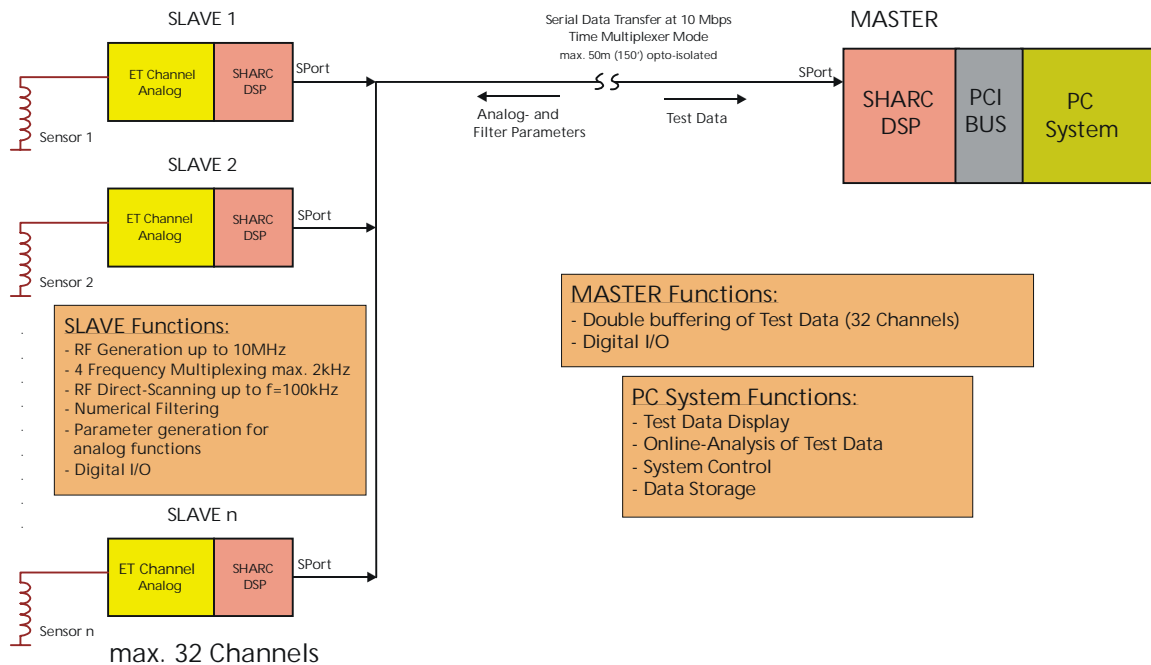 SLAVE 1
ET Channel
Analog
SHARC
DSP
SPort
Sensor 1
Serial Data Transfer at 10 Mbps
Time Multiplexer Mode
max. 50m (150') opto-isolated
Analog- and
Filter Parameters
Test Data
MASTER
SPort
SHARC
DSP
PCI
BUS
PC
System
SLAVE 2
ET Channel
Analog
SHARC
DSP
SPort
Sensor 2
SLAVE Functions:
- RF Generation up to 10MHz
- 4 Frequency Multiplexing max. 2kHz
- RF Direct-Scanning up to f=100kHz
- Numerical Filtering
- Parameter generation for
analog functions
- Digital I/O
MASTER Functions:
- Double buffering of Test Data (32 Channels)
- Digital I/O
PC System Functions:
- Test Data Display
- Online-Analysis of Test Data
- System Control
- Data Storage
SLAVE n
ET Channel
Analog
SHARC
DSP
SPort
Sensor n
max. 32 Channels